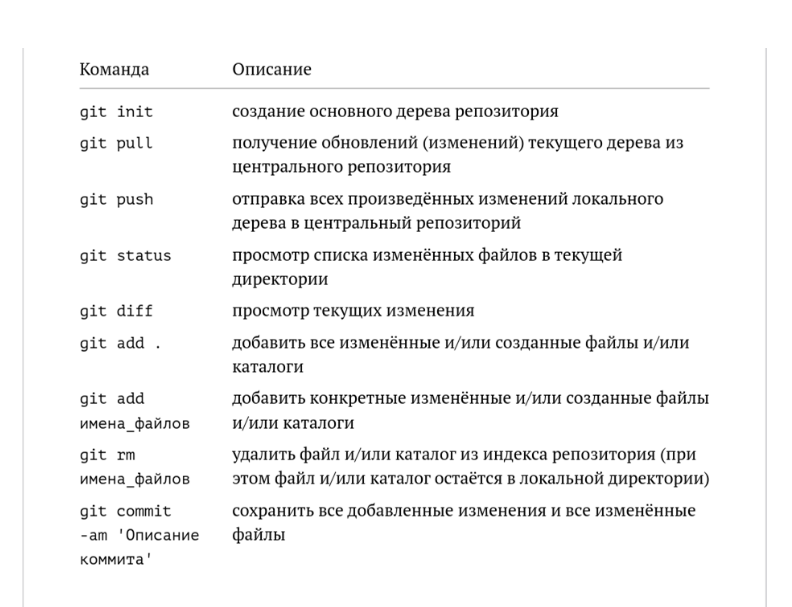 Команда Описание
git init создание основного дерева репозитория
git pull получение обновлений (изменений) текущего дерева из
центрального репозитория
git push отправка всех произведённых изменений локального
дерева в центральный репозиторий
git status просмотр списка изменённых файлов в текущей
директории
git diff просмотр текущих изменения
git add . добавить все изменённые и/или созданные файлы и/или
каталоги
git add добавить конкретные изменённые и/или созданные файлы
имена_файлов и/или каталоги
git rm удалить файл и/или каталог из индекса репозитория (при
имена_файлов этом файл и/или каталог остаётся в локальной директории)
git commit сохранить все добавленные изменения и все изменённые
-am 'Описание файлы
коммита'